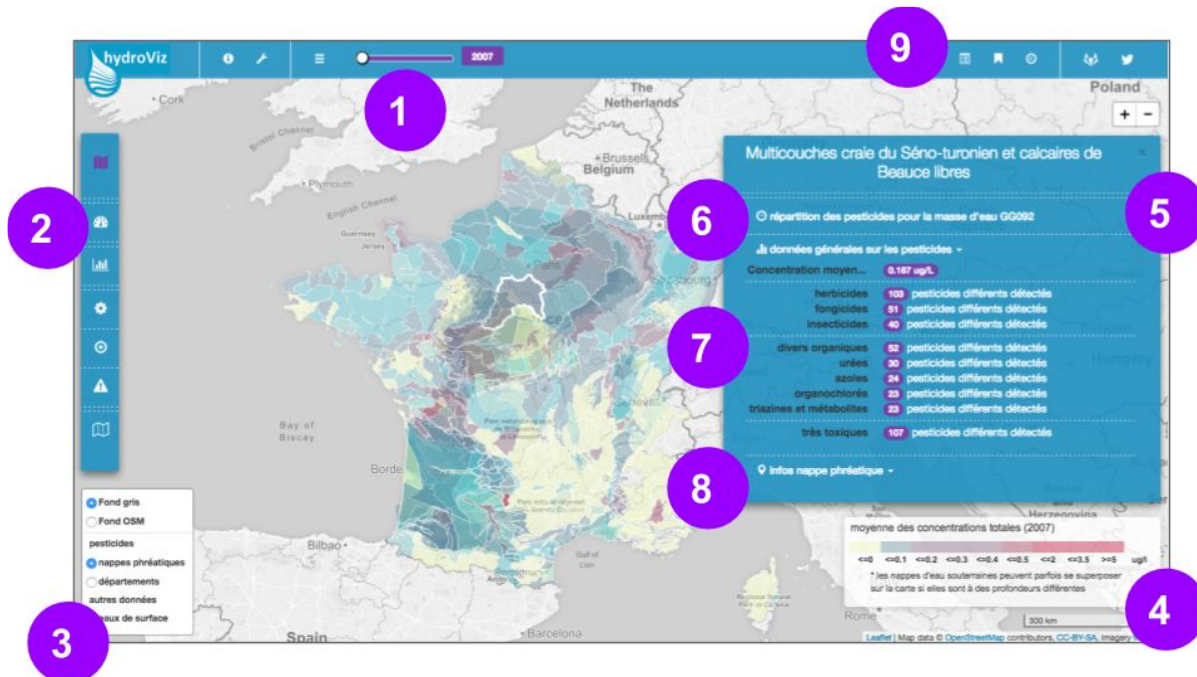 hydroViz
2007
9
1
2
6
5
7
8
3
4
+ -
Cork
Bristol Channel
Plymouth
English Channel
Guernsey
Jersey
The
Netherlands
Brussels
Belgium
Luxemb
Paris
Poland
Hungary
Bay of
Biscay
Borde
Bilbao
Spain
Barcelona
Gulf of
Lion
Rome
Herzegovina
Multicouches craie du Séno-turonien et calcaires de
Beauce libres
répartition des pesticides pour la masse d'eau GG092
données générales sur les pesticides
Concentration moyen... 0.187 ug/L
herbicides 103 pesticides différents détectés
fongicides 51 pesticides différents détectés
insecticides 40 pesticides différents détectés
divers organiques 52 pesticides différents détectés
urées 30 pesticides différents détectés
azoles 24 pesticides différents détectés
organochlorés 23 pesticides différents détectés
triazines et métabolites 23 pesticides différents détectés
très toxiques 107 pesticides différents détectés
infos nappe phréatique
Fond gris
Fond OSM
pesticides
nappes phréatiques
départements
autres données
eaux de surface
moyenne des concentrations totales (2007)
<=0 <=0.1 <=0.2 <=0.3 <=0.4 <=0.5 <=2 <=3.5 >=5 ug/l
* les nappes d'eau souterraines peuvent parfois se superposer
sur la carte si elles sont à des profondeurs différentes
300 km
Leaflet | Map data © OpenStreetMap contributors, CC-BY-SA, Imagery